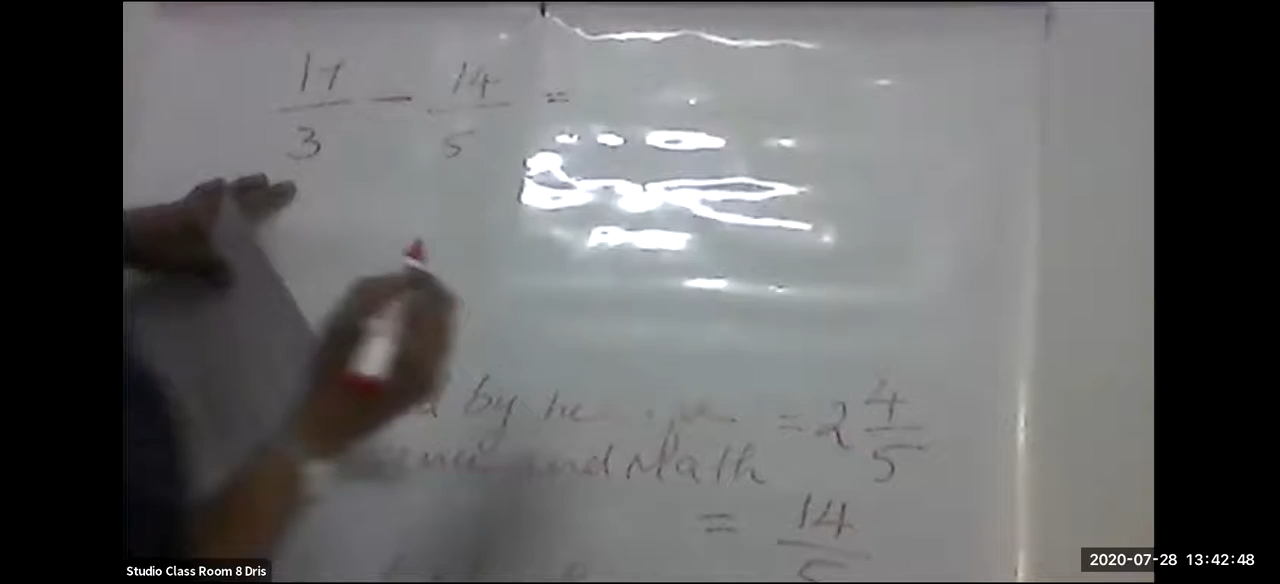 17/3 - 14/5 =
by = 2 4/5
and Math
= 14/5
Studio Class Room 8 Dris
2020-07-28 13:42:48